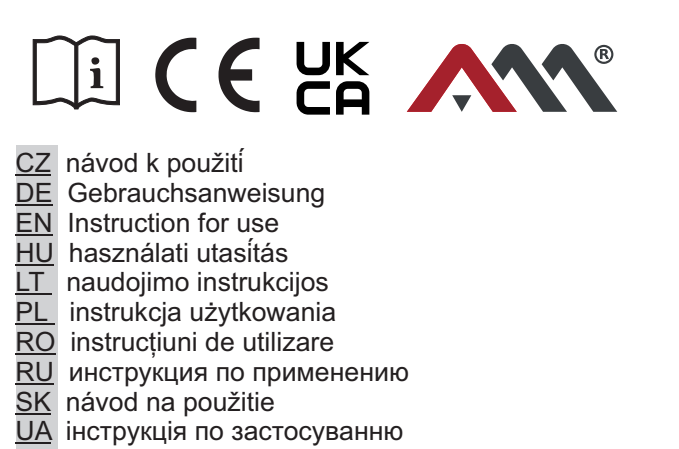 i CE UK CA AM ®
CZ návod k použití
DE Gebrauchsanweisung
EN Instruction for use
HU használati utasítás
LT naudojimo instrukcijos
PL instrukcja użytkowania
RO instrucțiuni de utilizare
RU инструкция по применению
SK návod na použitie
UA інструкція по застосуванню